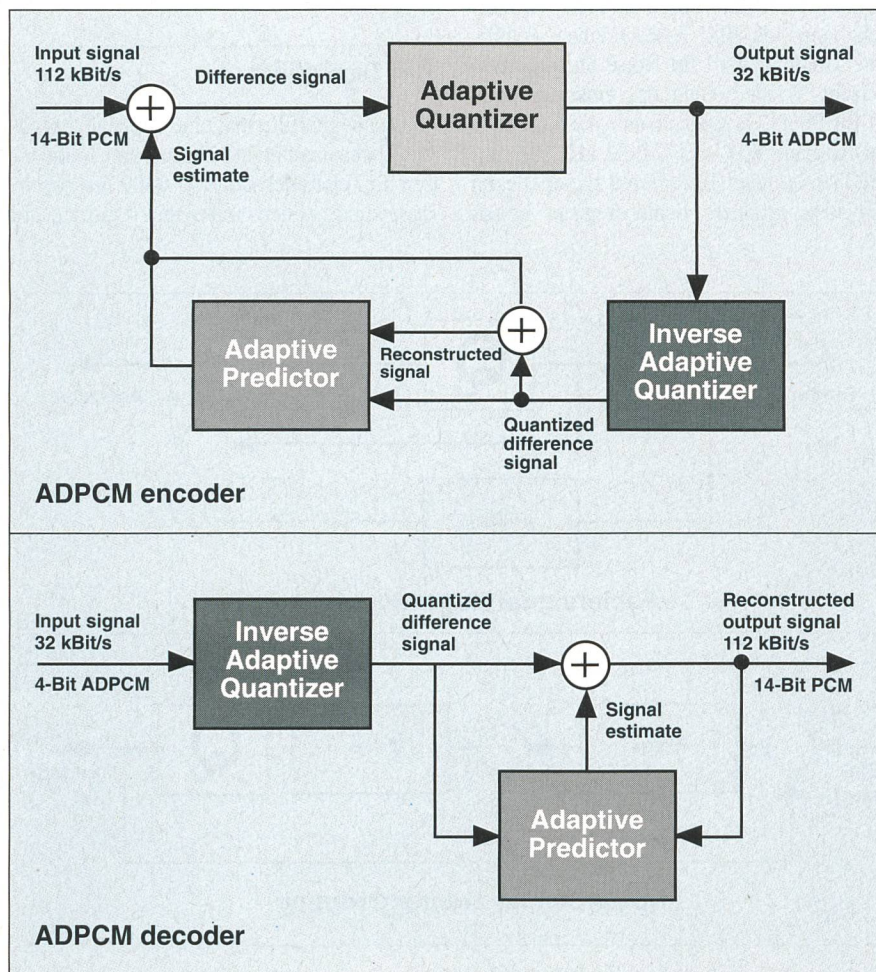 Input signal
112 kBit/s
14-Bit PCM
Difference signal
Adaptive
Quantizer
Output signal
32 kBit/s
4-Bit ADPCM
Signal
estimate
Adaptive
Predictor
Reconstructed
signal
Inverse
Adaptive
Quantizer
Quantized
difference
signal
ADPCM encoder
Input signal
32 kBit/s
4-Bit ADPCM
Inverse
Adaptive
Quantizer
Quantized
difference
signal
Reconstructed
output signal
112 kBit/s
14-Bit PCM
Signal
estimate
Adaptive
Predictor
ADPCM decoder